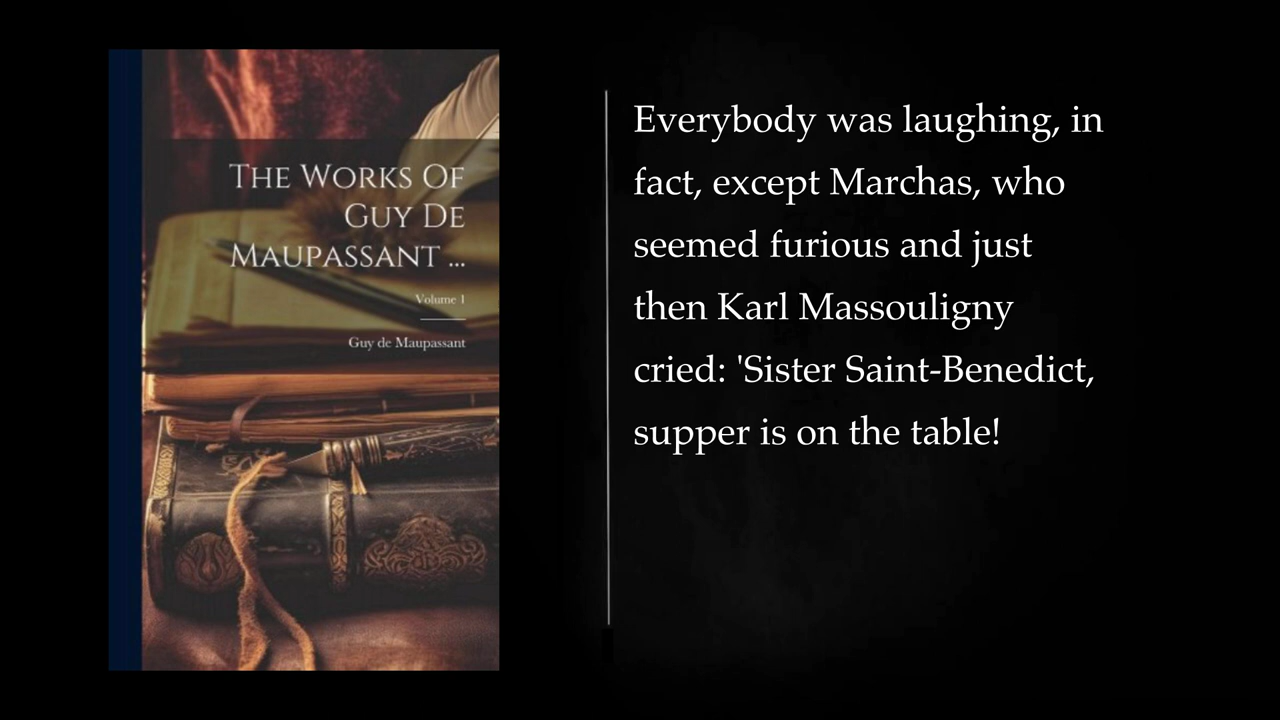 The Works Of
Guy De
Maupassant ...
Volume 1
Guy de Maupassant
Everybody was laughing, in
fact, except Marchas, who
seemed furious and just
then Karl Massouligny
cried: 'Sister Saint-Benedict,
supper is on the table!